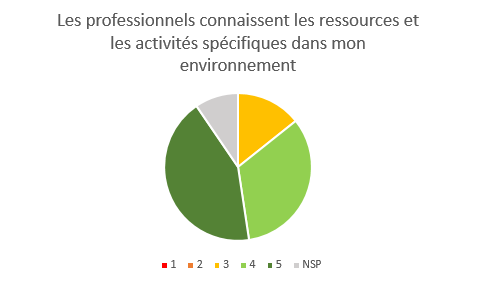 Les professionnels connaissent les ressources et
les activités spécifiques dans mon
environnement
1 2 3 4 5 NSP